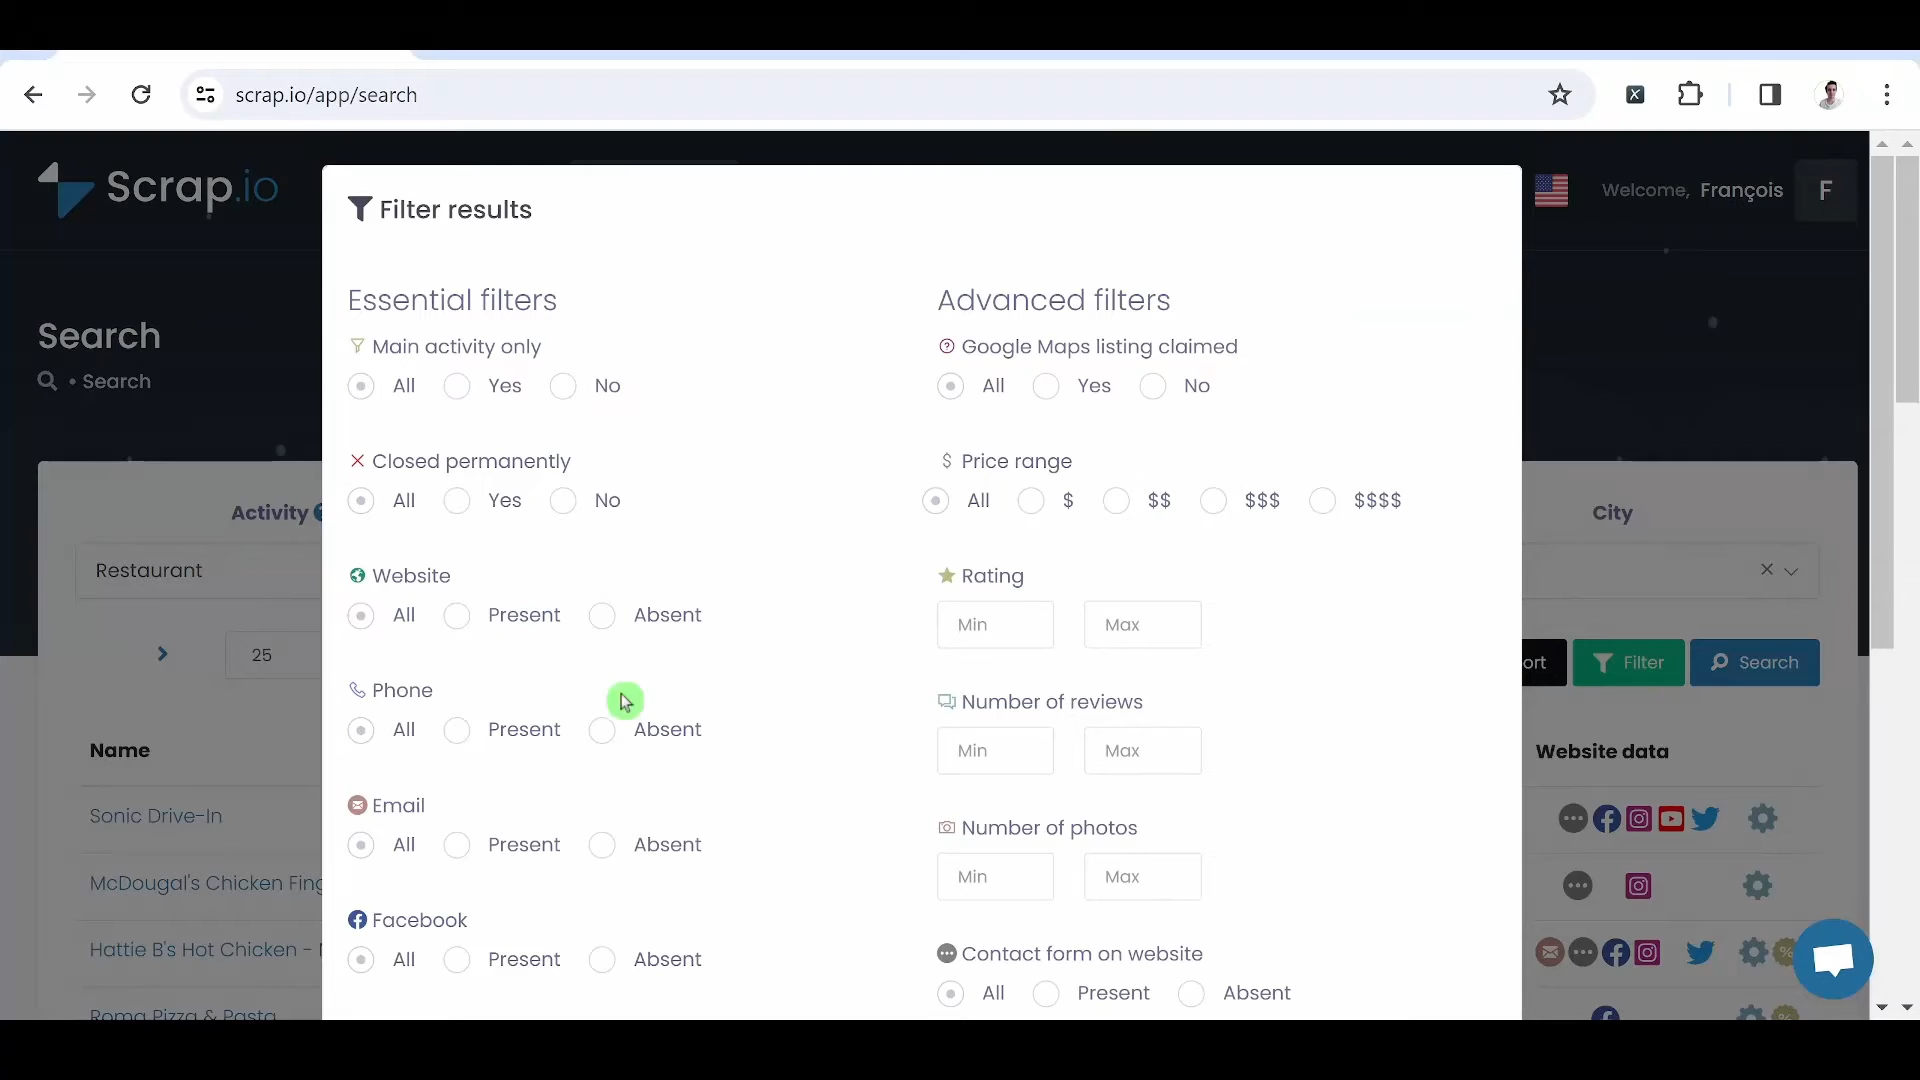 scrap.io/app/search
Scrap.io
Welcome, François
F
Filter results
Search
• Search
Essential filters
Main activity only
All Yes No
Closed permanently
All Yes No
Website
All Present Absent
Phone
All Present Absent
Email
All Present Absent
Facebook
All Present Absent
Advanced filters
Google Maps listing claimed
All Yes No
Price range
All $ $$ $$$ $$$$
Rating
Min Max
Number of reviews
Min Max
Number of photos
Min Max
Contact form on website
All Present Absent
Activity
City
Restaurant
25
Filter
Search
Name
Website data
Sonic Drive-In
McDougal's Chicken Fing
Hattie B's Hot Chicken -
Roma Pizza & Pasta